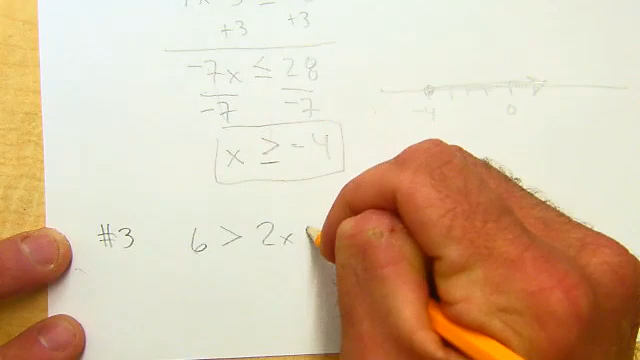 +3 +3
-7x ≤ 28
-7 -7
x ≥ -4
-4 0
#3 6 > 2x